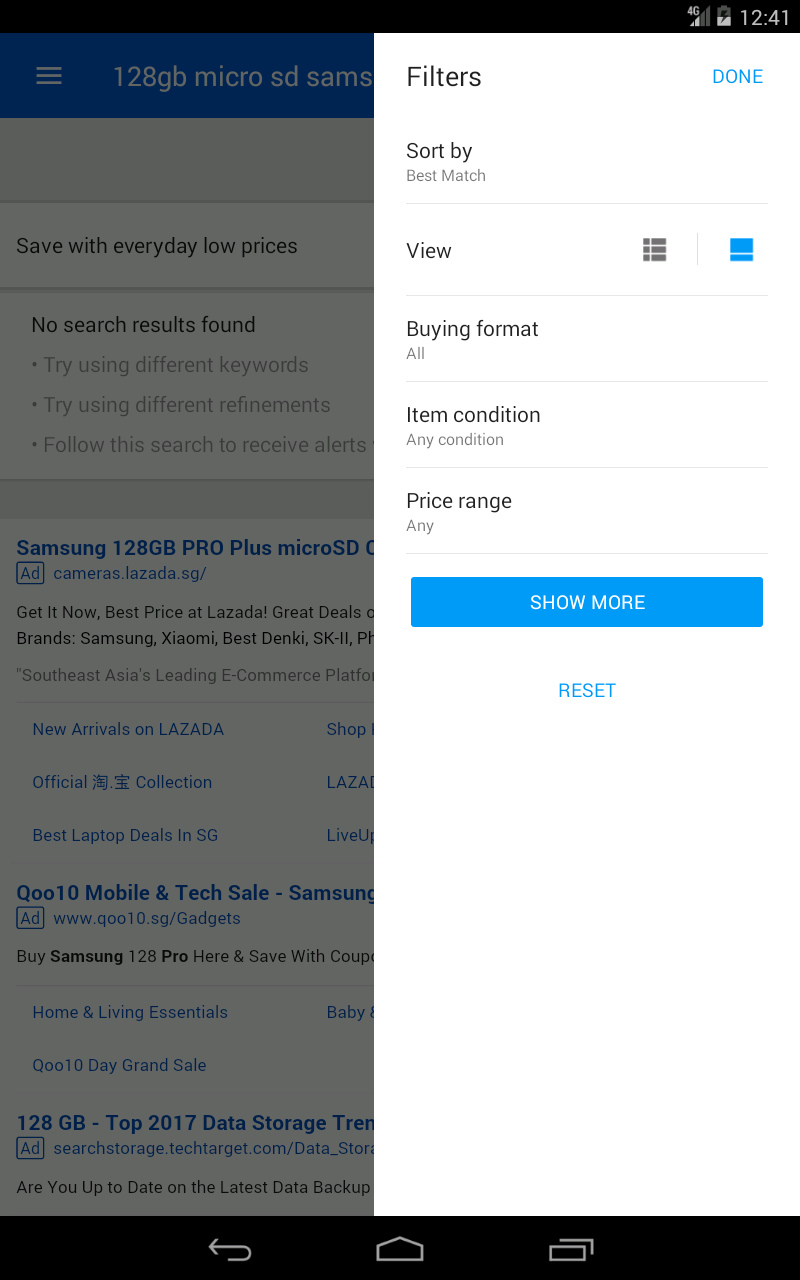 4G 12:41
128gb micro sd sams
Save with everyday low prices
No search results found
• Try using different keywords
• Try using different refinements
• Follow this search to receive alerts
Samsung 128GB PRO Plus microSD
Ad cameras.lazada.sg/
Get It Now, Best Price at Lazada! Great Deals
Brands: Samsung, Xiaomi, Best Denki, SK-II,
"Southeast Asia's Leading E-Commerce
New Arrivals on LAZADA Shop
Official 淘.宝 Collection
Best Laptop Deals In SG
Qoo10 Mobile & Tech Sale - Samsung
Ad www.qoo10.sg/Gadgets
Buy Samsung 128 Pro Here & Save With
Home & Living Essentials Baby
Qoo10 Day Grand Sale
128 GB - Top 2017 Data Storage
Ad searchstorage.techtarget.com/Data_Stora
Are You Up to Date on the Latest Data Backup
Filters
DONE
Sort by
Best Match
View
Buying format
All
Item condition
Any condition
Price range
Any
SHOW MORE
RESET